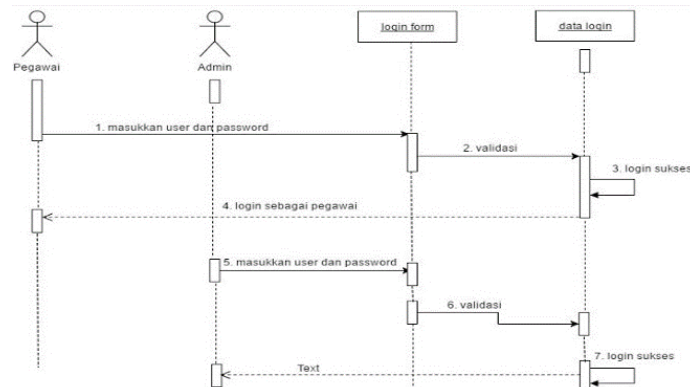 login form
data login
Pegawai
Admin
1. masukkan user dan password
2. validasi
3. login sukses
4. login sebagai pegawai
5. masukkan user dan password
6. validasi
7. login sukses
Text